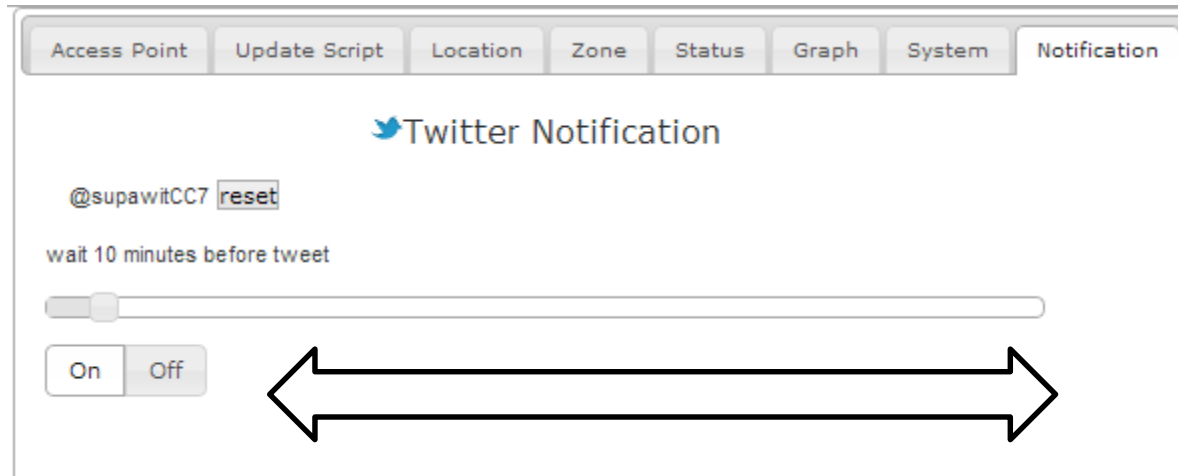 Access Point Update Script Location Zone Status Graph System Notification
Twitter Notification
@supawitCC7 reset
wait 10 minutes before tweet
On Off